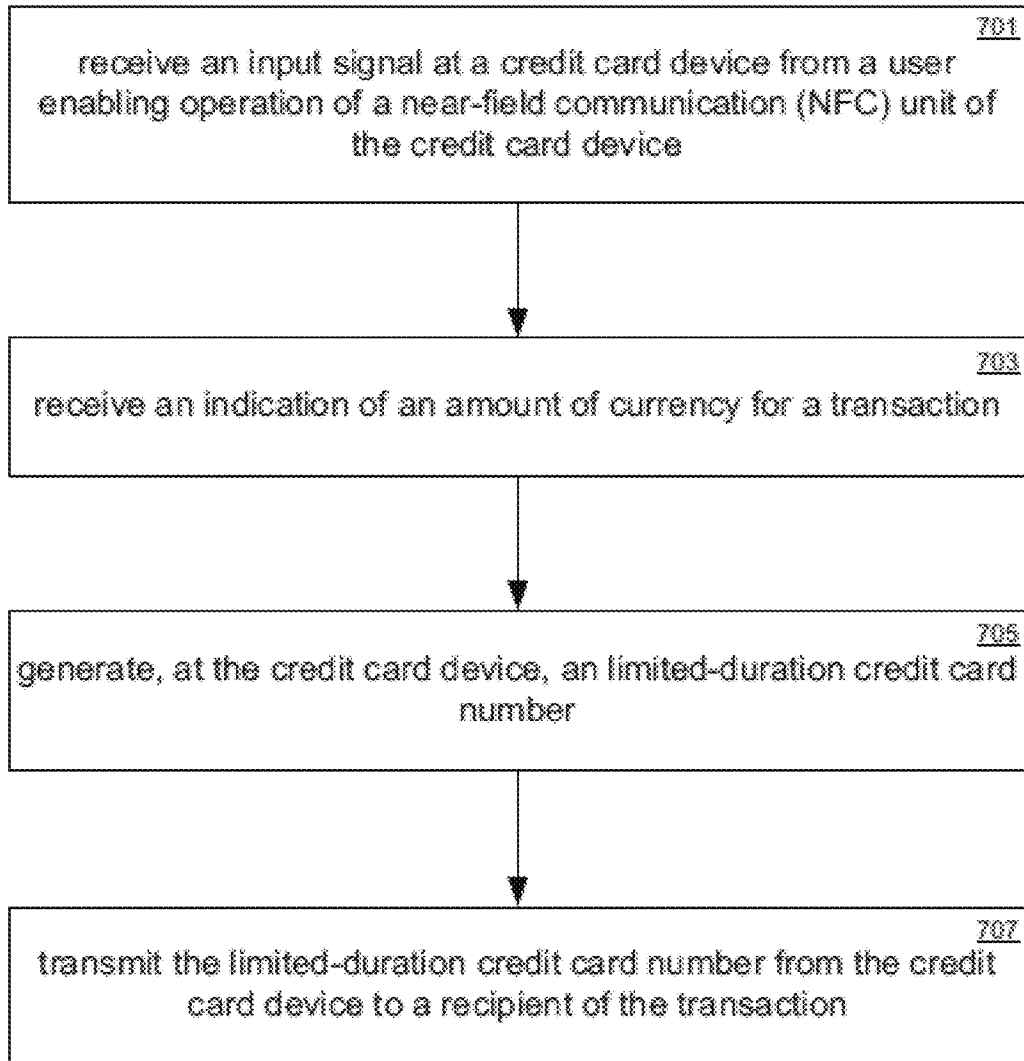 701
receive an input signal at a credit card device from a user
enabling operation of a near-field communication (NFC) unit of
the credit card device
703
receive an indication of an amount of currency for a transaction
705
generate, at the credit card device, an limited-duration credit card
number
707
transmit the limited-duration credit card number from the credit
card device to a recipient of the transaction